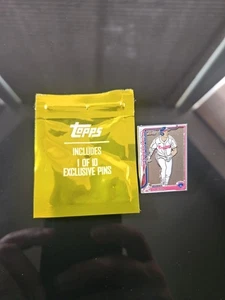 Topps
INCLUDES
1 OF 10
EXCLUSIVE PINS